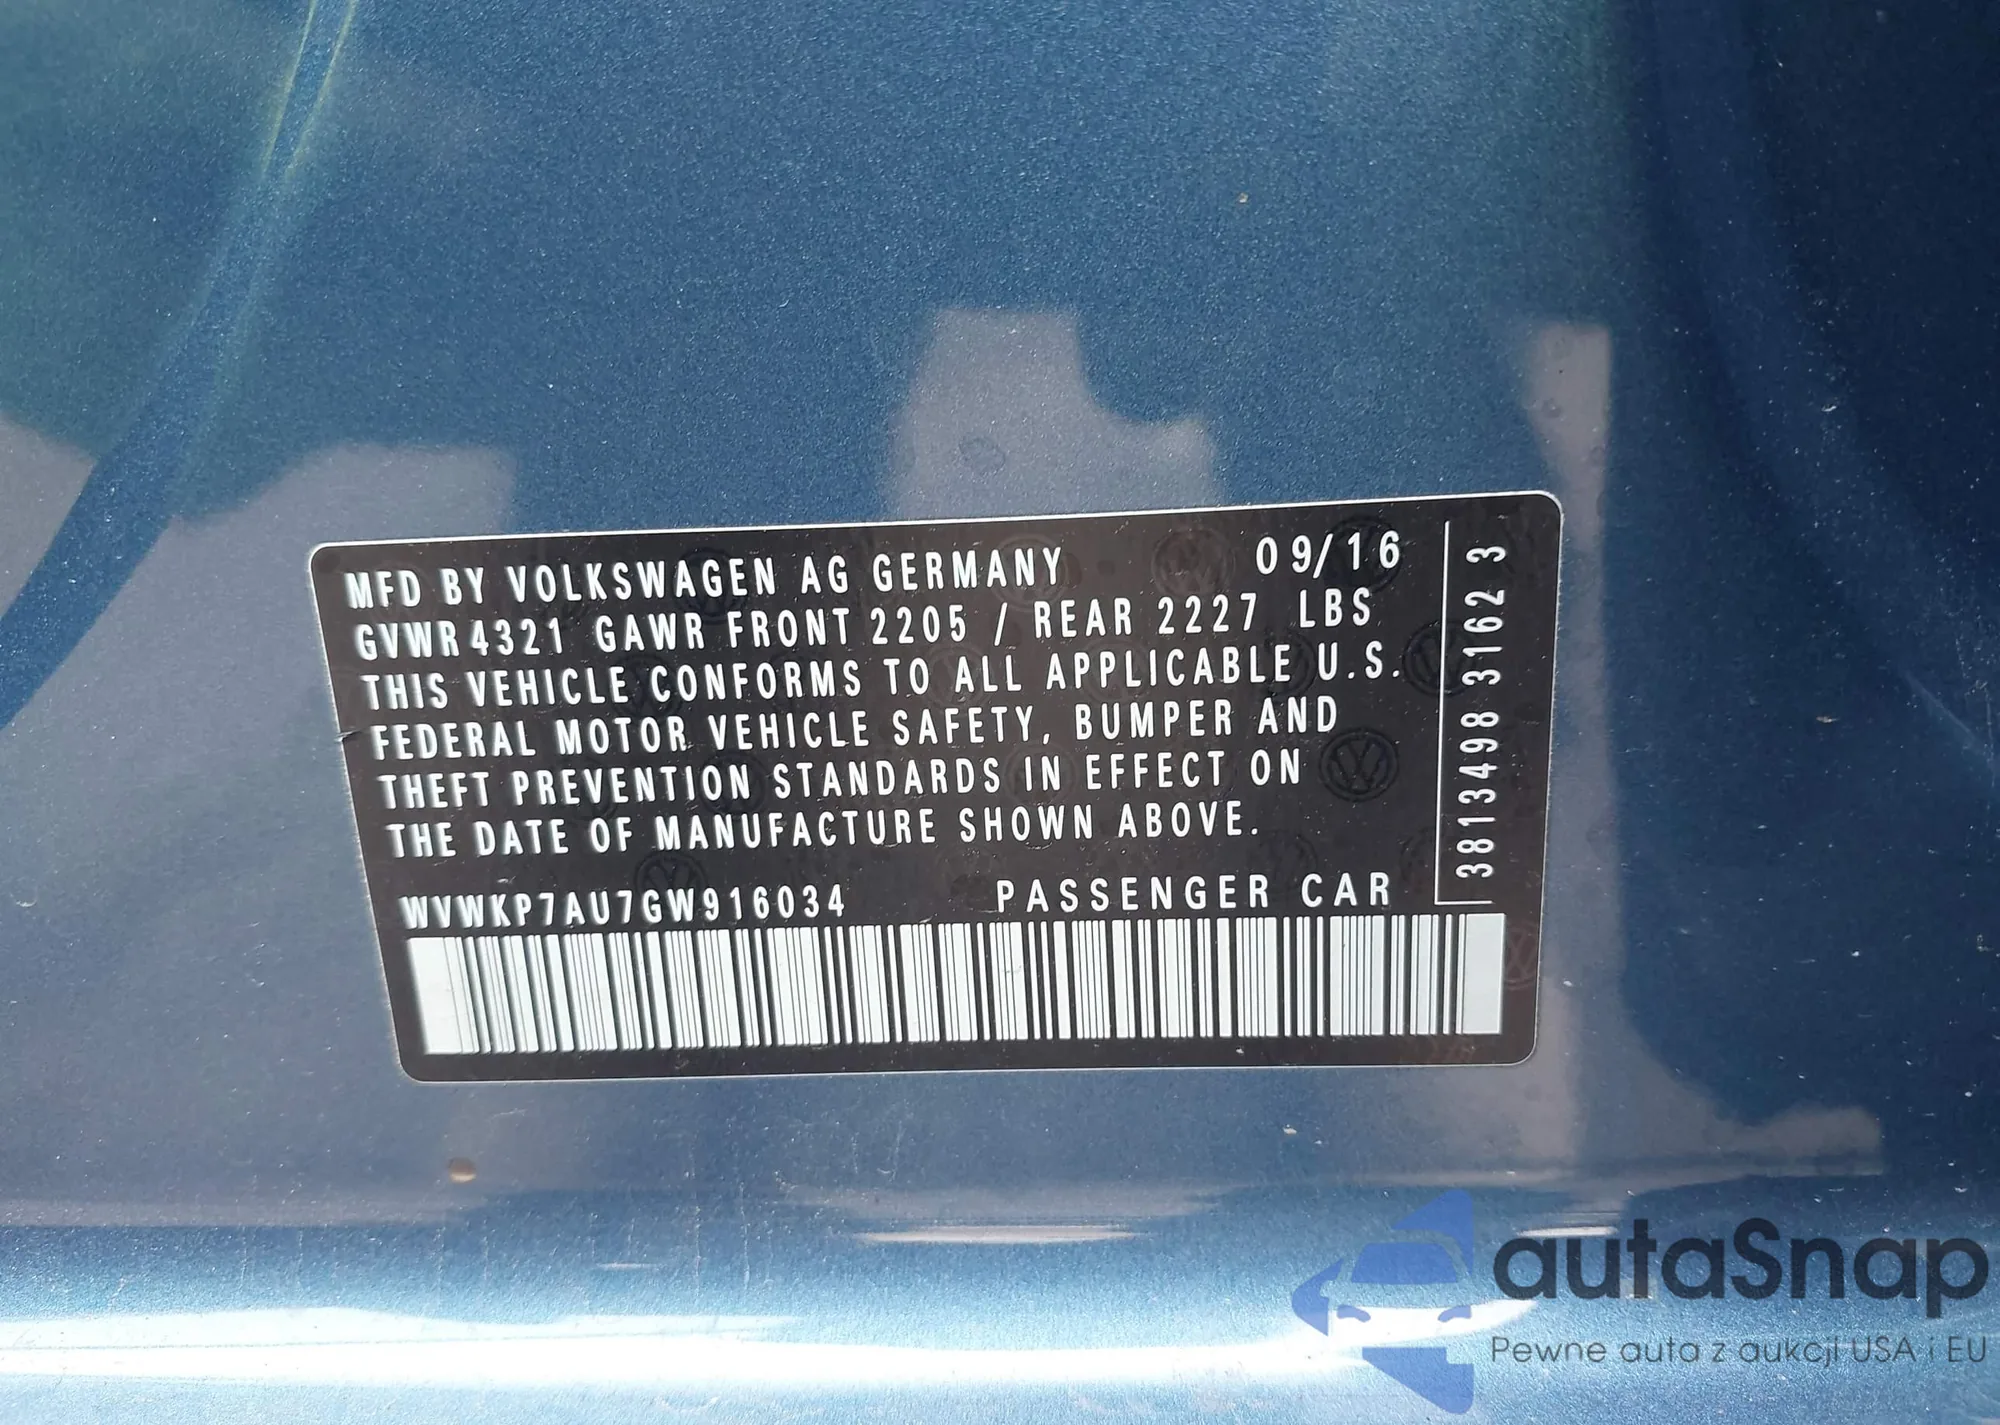 MFD BY VOLKSWAGEN AG GERMANY 09/16
GVWR 4321 GAWR FRONT 2205 / REAR 2227 LBS
THIS VEHICLE CONFORMS TO ALL APPLICABLE U.S.
FEDERAL MOTOR VEHICLE SAFETY, BUMPER AND
THEFT PREVENTION STANDARDS IN EFFECT ON
THE DATE OF MANUFACTURE SHOWN ABOVE.
WVWKP7AU7GW916034 PASSENGER CAR
3813498 3162 3
autaSnap
Pewne auta z aukcji USA i EU